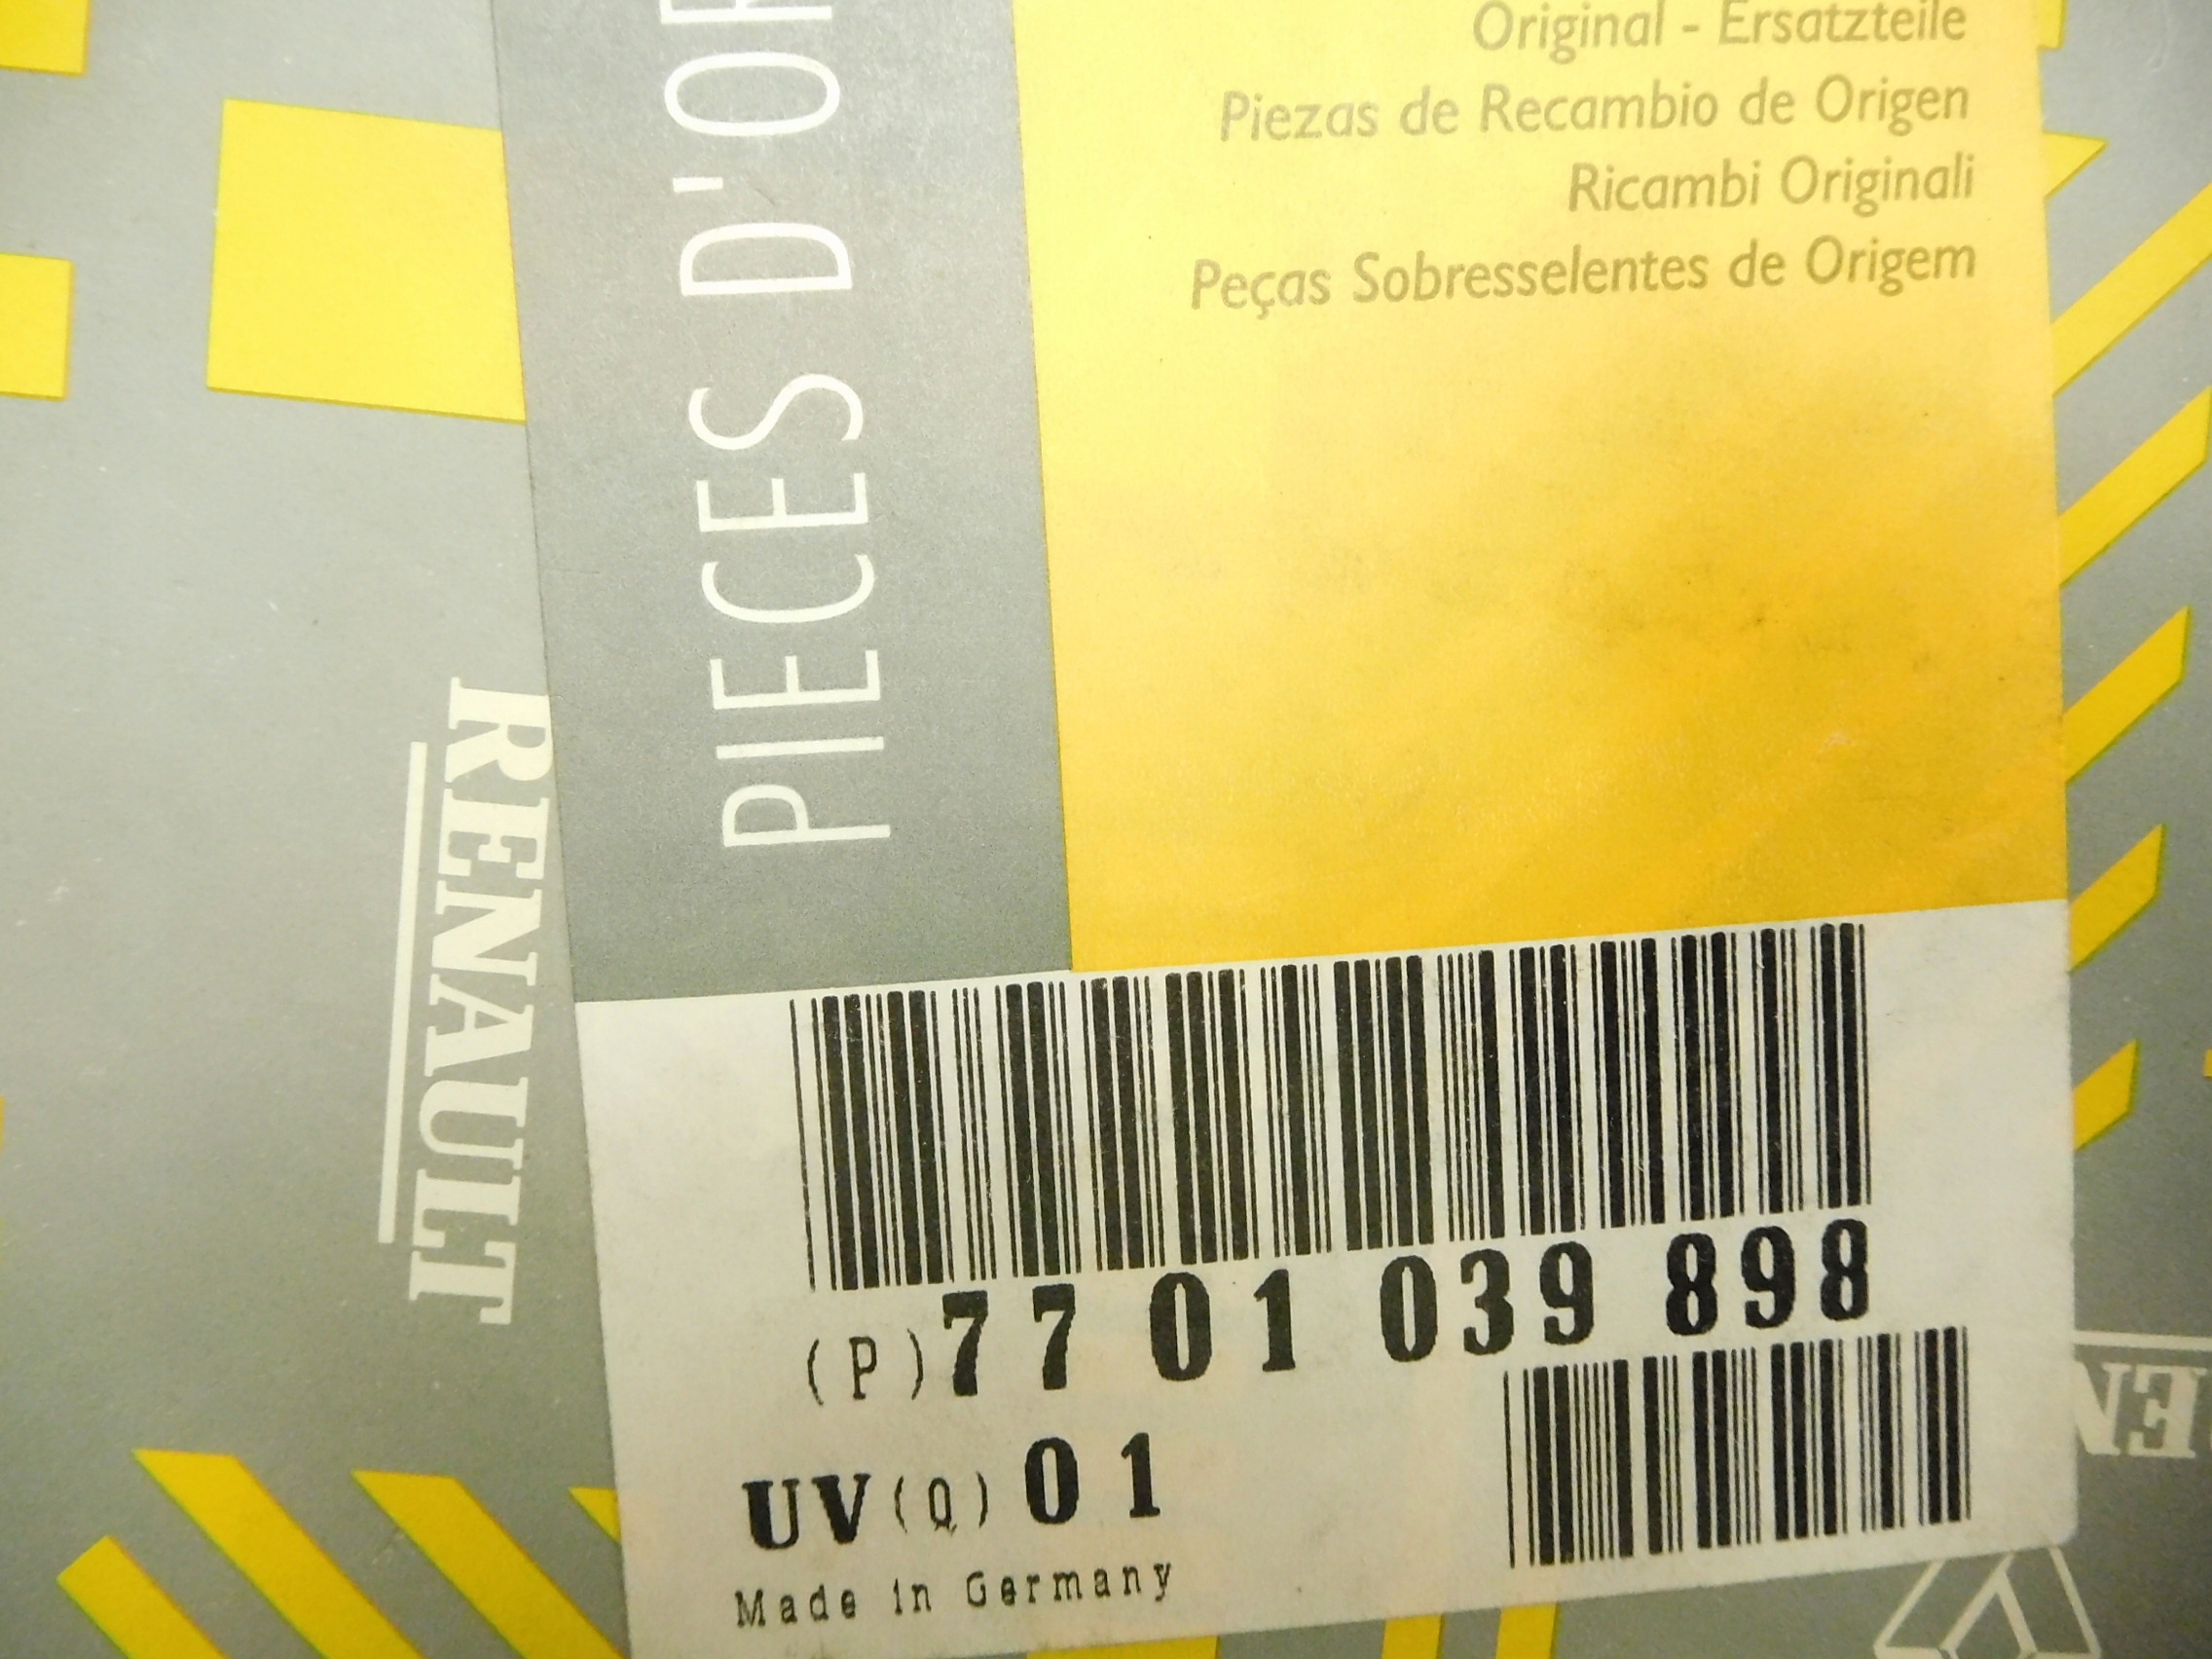 Original - Ersatzteile
Piezas de Recambio de Origen
Ricambi Originali
Peças Sobresselentes de Origem
PIECES
RENAULT
(P) 77 01 039 898
UV (Q) 01
Made in Germany